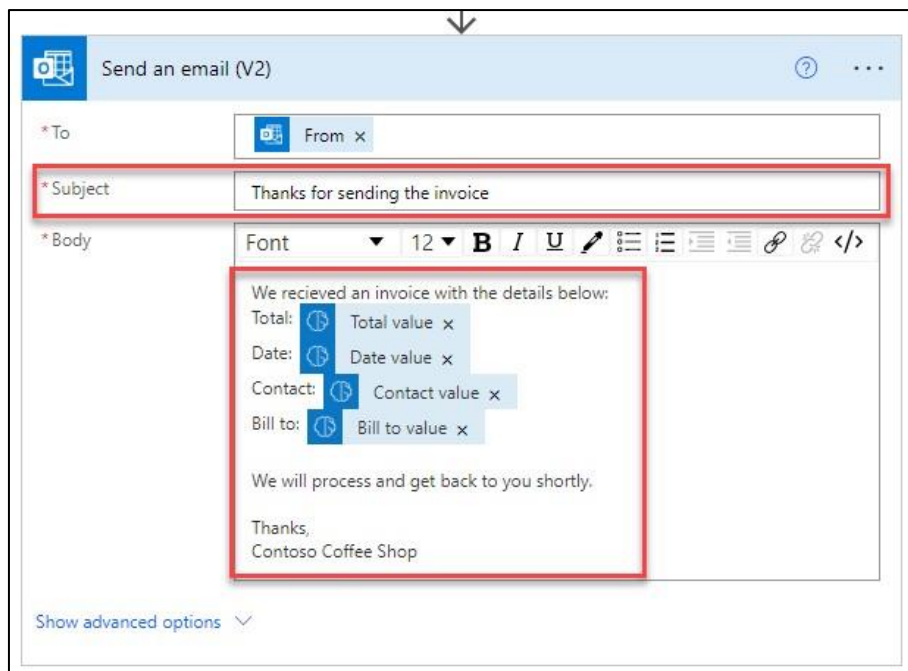 Send an email (V2)
* To From ×
* Subject Thanks for sending the invoice
* Body Font 12 B I U </>
We recieved an invoice with the details below:
Total: Total value ×
Date: Date value ×
Contact: Contact value ×
Bill to: Bill to value ×
We will process and get back to you shortly.
Thanks,
Contoso Coffee Shop
Show advanced options